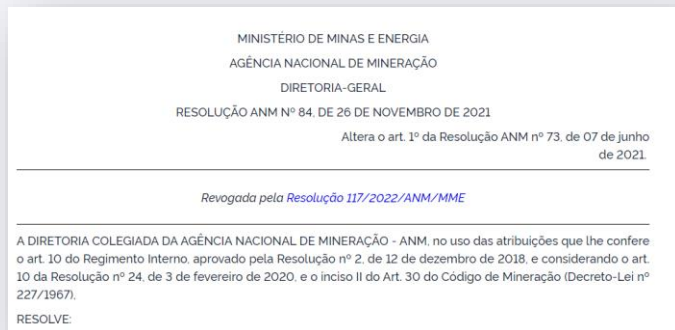 MINISTÉRIO DE MINAS E ENERGIA
AGÊNCIA NACIONAL DE MINERAÇÃO
DIRETORIA-GERAL
RESOLUÇÃO ANM Nº 84, DE 26 DE NOVEMBRO DE 2021
Altera o art. 1º da Resolução ANM nº 73, de 07 de junho
de 2021.
Revogada pela Resolução 117/2022/ANM/MME
A DIRETORIA COLEGIADA DA AGÊNCIA NACIONAL DE MINERAÇÃO - ANM, no uso das atribuições que lhe confere
o art. 10 do Regimento Interno, aprovado pela Resolução nº 2, de 12 de dezembro de 2018, e considerando o art.
10 da Resolução nº 24, de 3 de fevereiro de 2020, e o inciso II do Art. 30 do Código de Mineração (Decreto-Lei nº
227/1967),
RESOLVE: